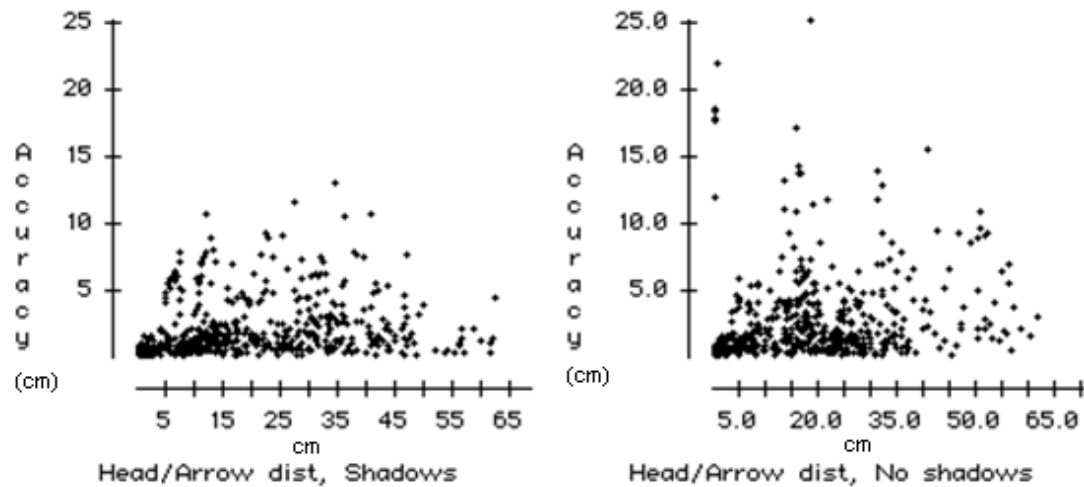 25
20
15
10
5
Accuracy
(cm)
5 15 25 35 45 55 65
cm
Head/Arrow dist, Shadows
25.0
20.0
15.0
10.0
5.0
Accuracy
(cm)
5.0 20.0 35.0 50.0 65.0
cm
Head/Arrow dist, No shadows